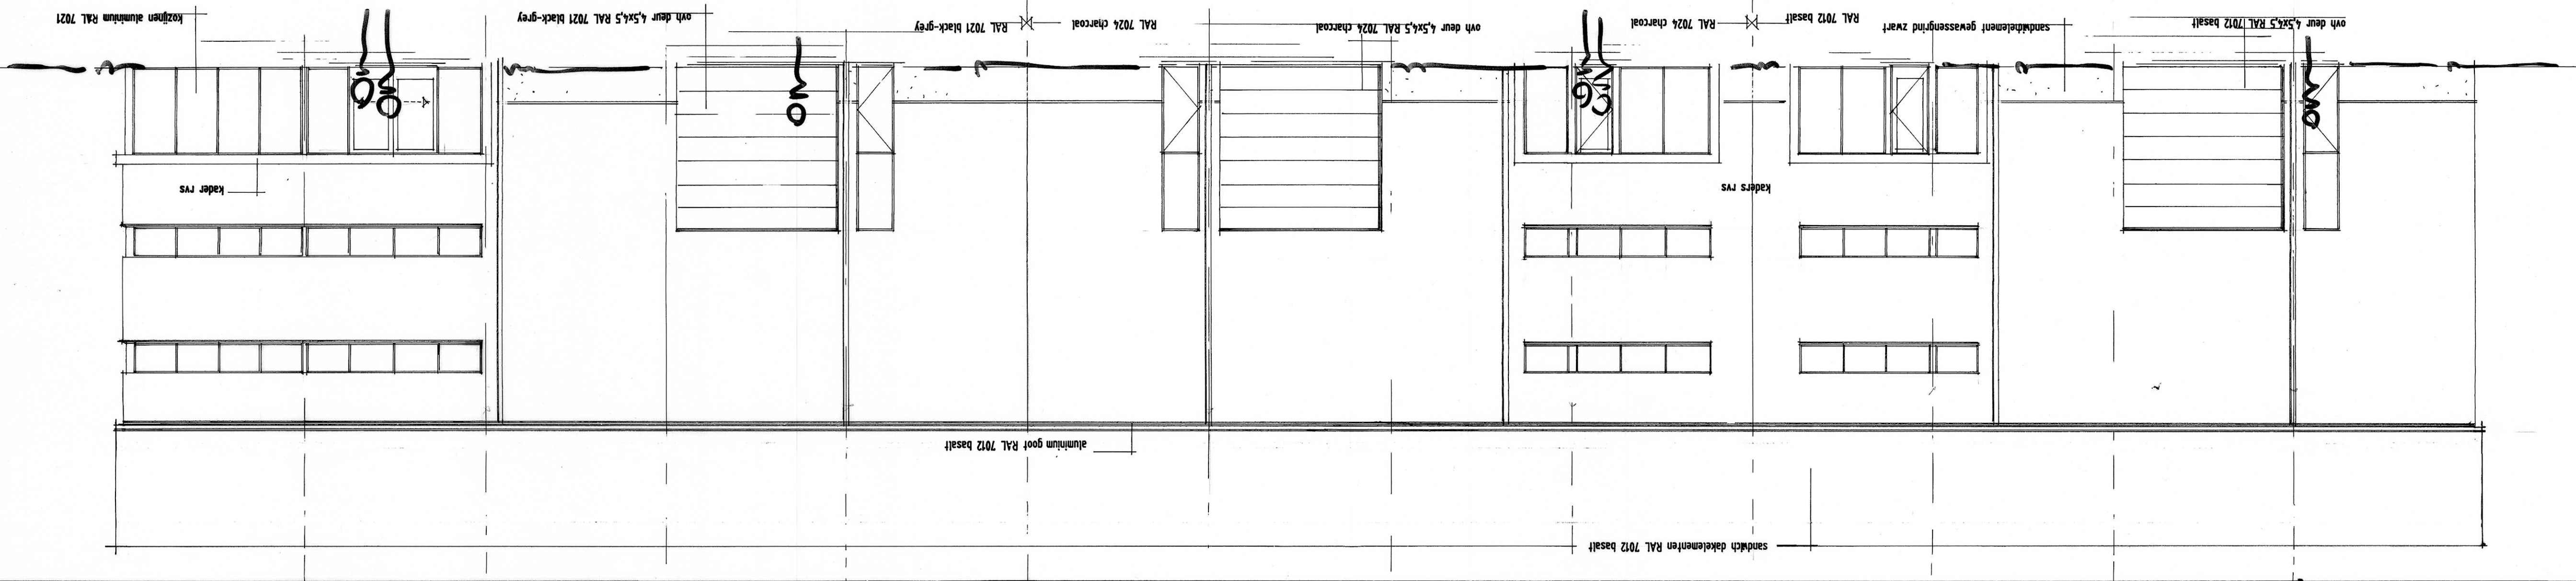 sandwich dakelementen RAL 7012 basalt
aluminium goot RAL 7012 basalt
kaders rvs
kader rvs
ovh deur 4,5x4,5 RAL 7012 basalt
sandwichelement gewassengrind zwart
RAL 7012 basalt
RAL 7024 charcoal
ovh deur 4,5x4,5 RAL 7024 charcoal
RAL 7024 charcoal
RAL 7021 black-grey
ovh deur 4,5x4,5 RAL 7021 black-grey
kozijnen aluminium RAL 7021